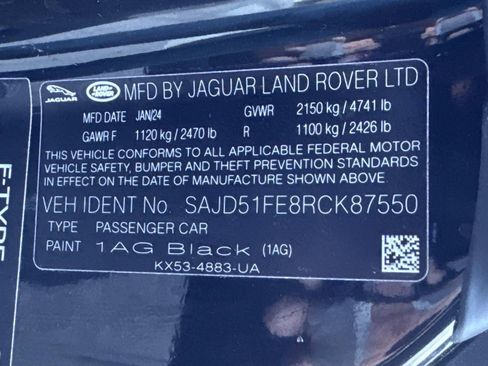 JAGUAR LAND ROVER MFD BY JAGUAR LAND ROVER LTD
MFD DATE JAN/24 GVWR 2150 kg / 4741 lb
GAWR F 1120 kg / 2470 lb R 1100 kg / 2426 lb
THIS VEHICLE CONFORMS TO ALL APPLICABLE FEDERAL MOTOR
VEHICLE SAFETY, BUMPER AND THEFT PREVENTION STANDARDS
IN EFFECT ON THE DATE OF MANUFACTURE SHOWN ABOVE.
VEH IDENT No. SAJD51FE8RCK87550
TYPE PASSENGER CAR
PAINT 1AG Black (1AG)
KX53-4883-UA
F-TYPE